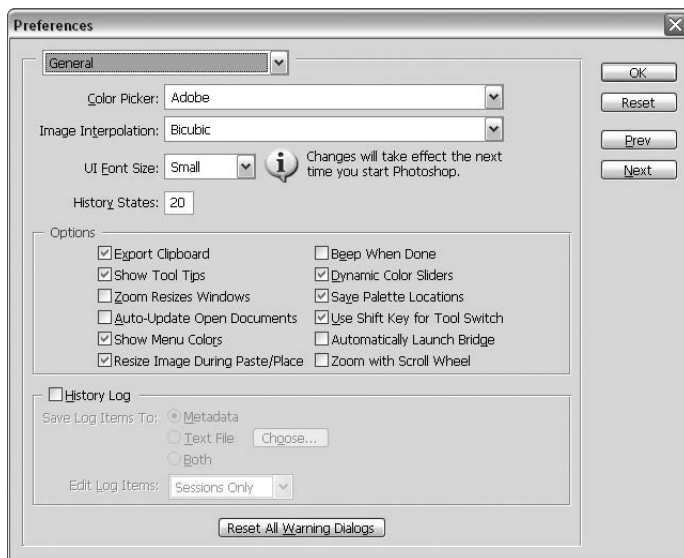 Preferences
General
OK
Color Picker: Adobe
Reset
Image Interpolation: Bicubic
Prev
UI Font Size: Small
Changes will take effect the next
time you start Photoshop.
Next
History States: 20
Options
Export Clipboard
Beep When Done
Show Tool Tips
Dynamic Color Sliders
Zoom Resizes Windows
Save Palette Locations
Auto-Update Open Documents
Use Shift Key for Tool Switch
Show Menu Colors
Automatically Launch Bridge
Resize Image During Paste/Place
Zoom with Scroll Wheel
History Log
Save Log Items To: Metadata
Text File Choose...
Both
Edit Log Items: Sessions Only
Reset All Warning Dialogs